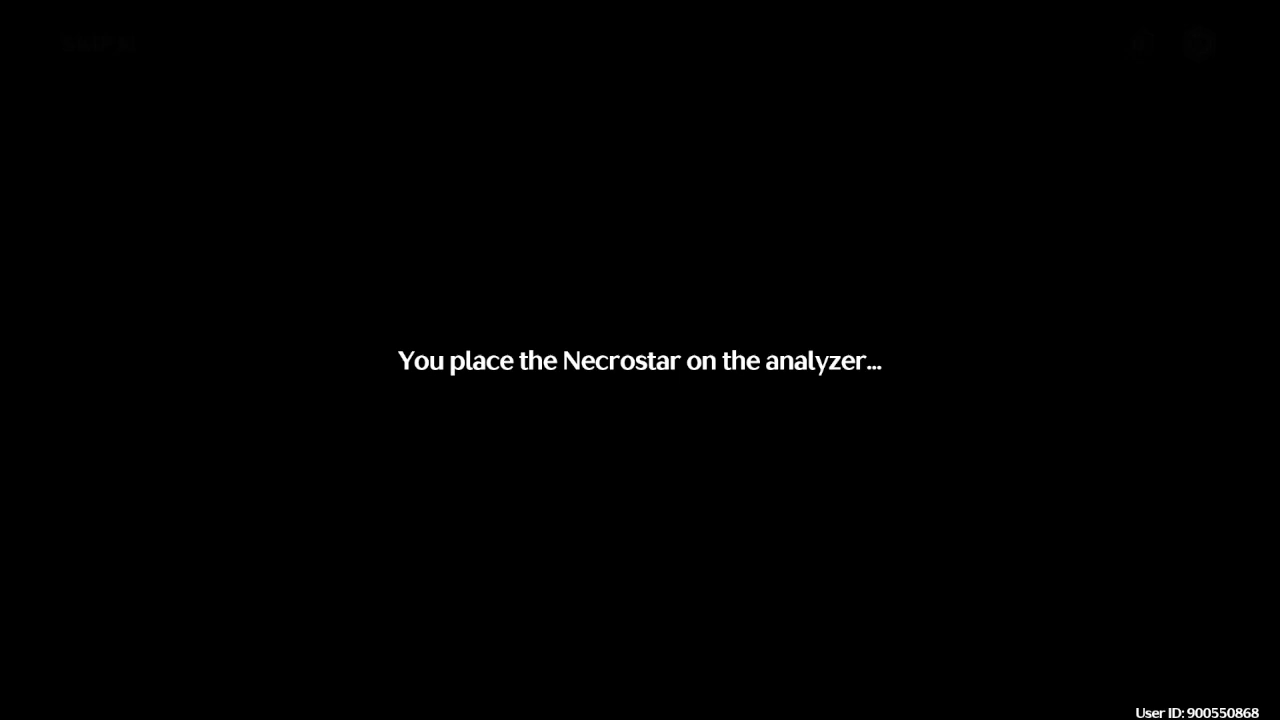 You place the Necrostar on the analyzer...
User ID: 900550868